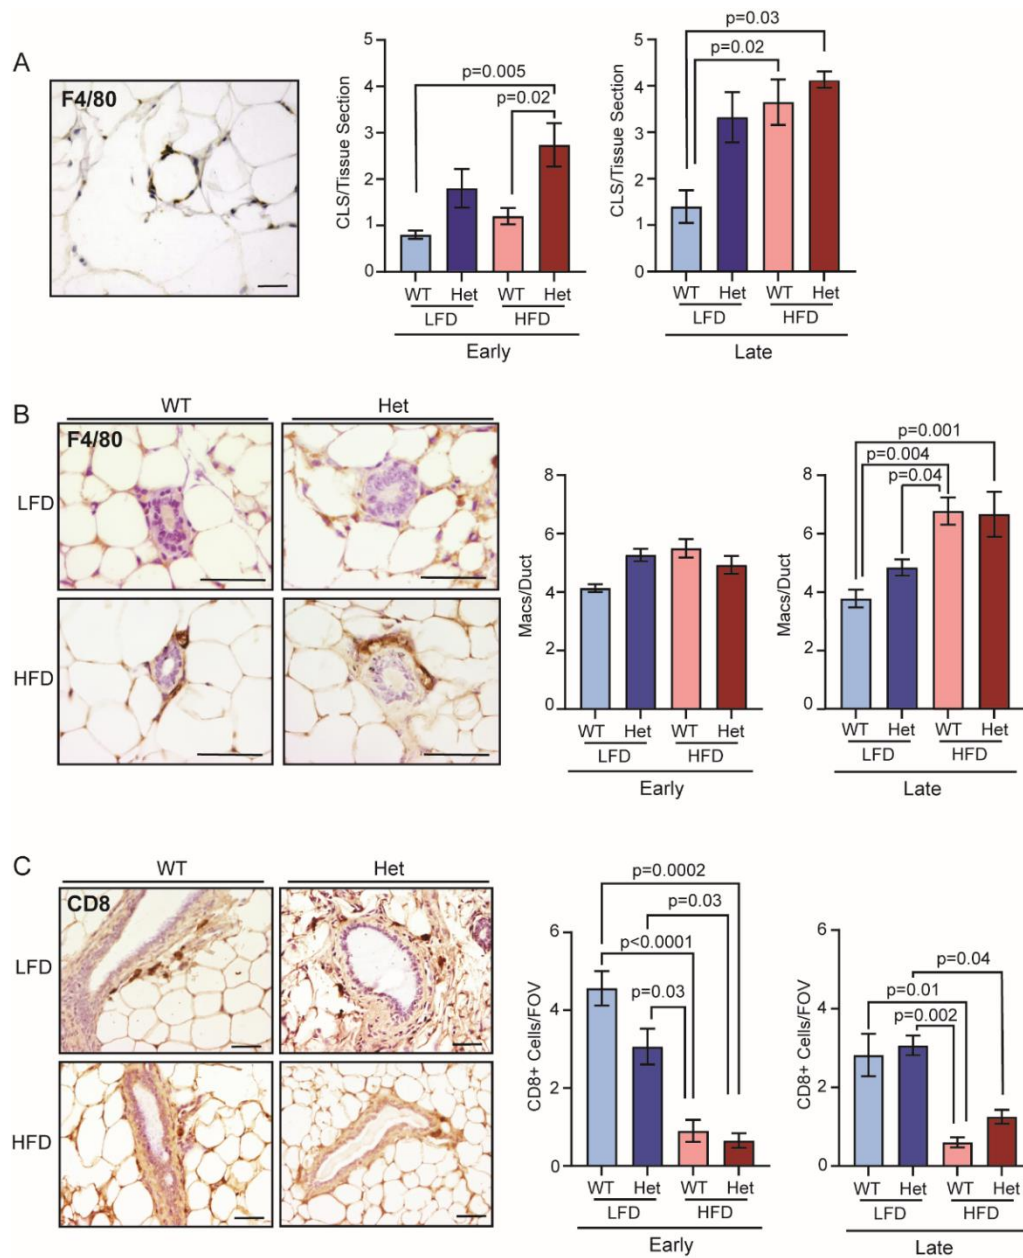 A
F4/80
CLS/Tissue Section
5
4
3
2
1
0
p=0.005
p=0.02
WT Het WT Het
LFD HFD
Early
CLS/Tissue Section
5
4
3
2
1
0
p=0.03
p=0.02
WT Het WT Het
LFD HFD
Late
B
WT Het
F4/80
LFD
HFD
Macs/Duct
8
6
4
2
0
WT Het WT Het
LFD HFD
Early
Macs/Duct
8
6
4
2
0
p=0.001
p=0.004
p=0.04
WT Het WT Het
LFD HFD
Late
C
WT Het
CD8
LFD
HFD
CD8+ Cells/FOV
6
4
2
0
p=0.0002
p=0.03
p<0.0001
p=0.03
WT Het WT Het
LFD HFD
Early
CD8+ Cells/FOV
6
4
2
0
p=0.04
p=0.01
p=0.002
WT Het WT Het
LFD HFD
Late